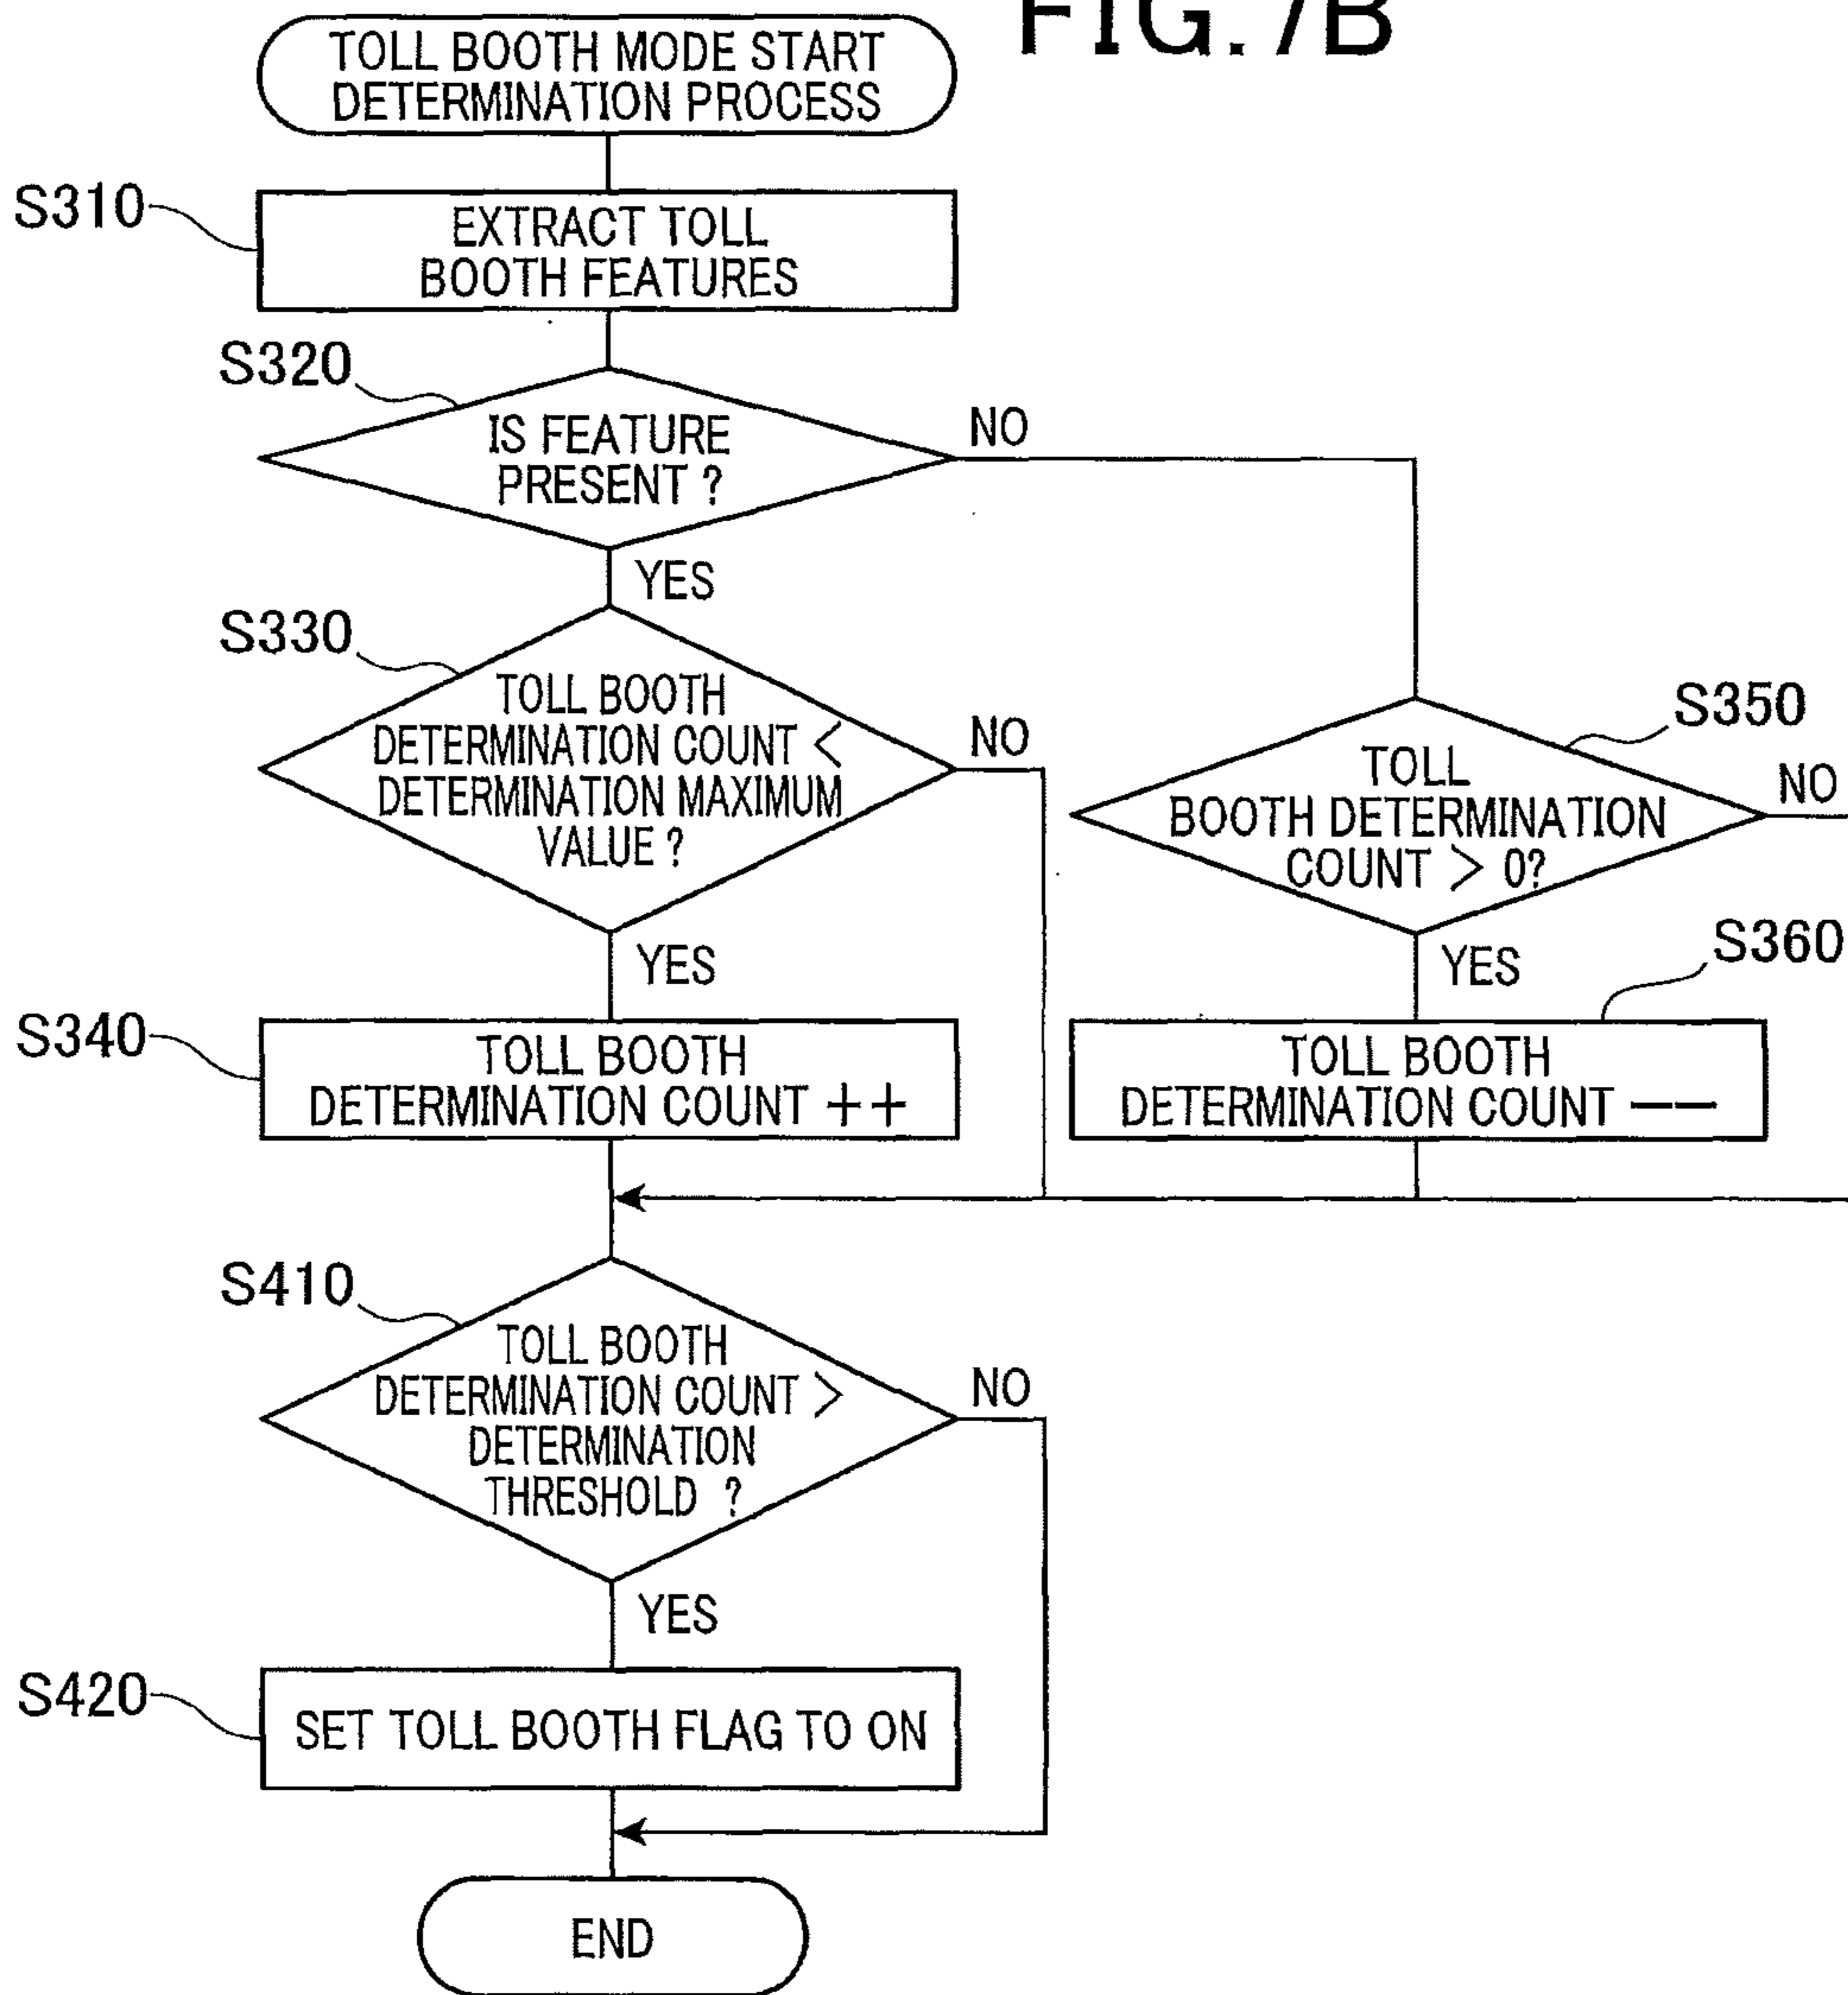 FIG. 7B
TOLL BOOTH MODE START
DETERMINATION PROCESS
S310
EXTRACT TOLL
BOOTH FEATURES
S320
IS FEATURE
PRESENT ?
NO
YES
S330
TOLL BOOTH
DETERMINATION COUNT <
DETERMINATION MAXIMUM
VALUE ?
NO
YES
S350
TOLL
BOOTH DETERMINATION
COUNT > 0?
NO
YES
S340
TOLL BOOTH
DETERMINATION COUNT ++
S360
TOLL BOOTH
DETERMINATION COUNT −−
S410
TOLL BOOTH
DETERMINATION COUNT >
DETERMINATION
THRESHOLD ?
NO
YES
S420
SET TOLL BOOTH FLAG TO ON
END